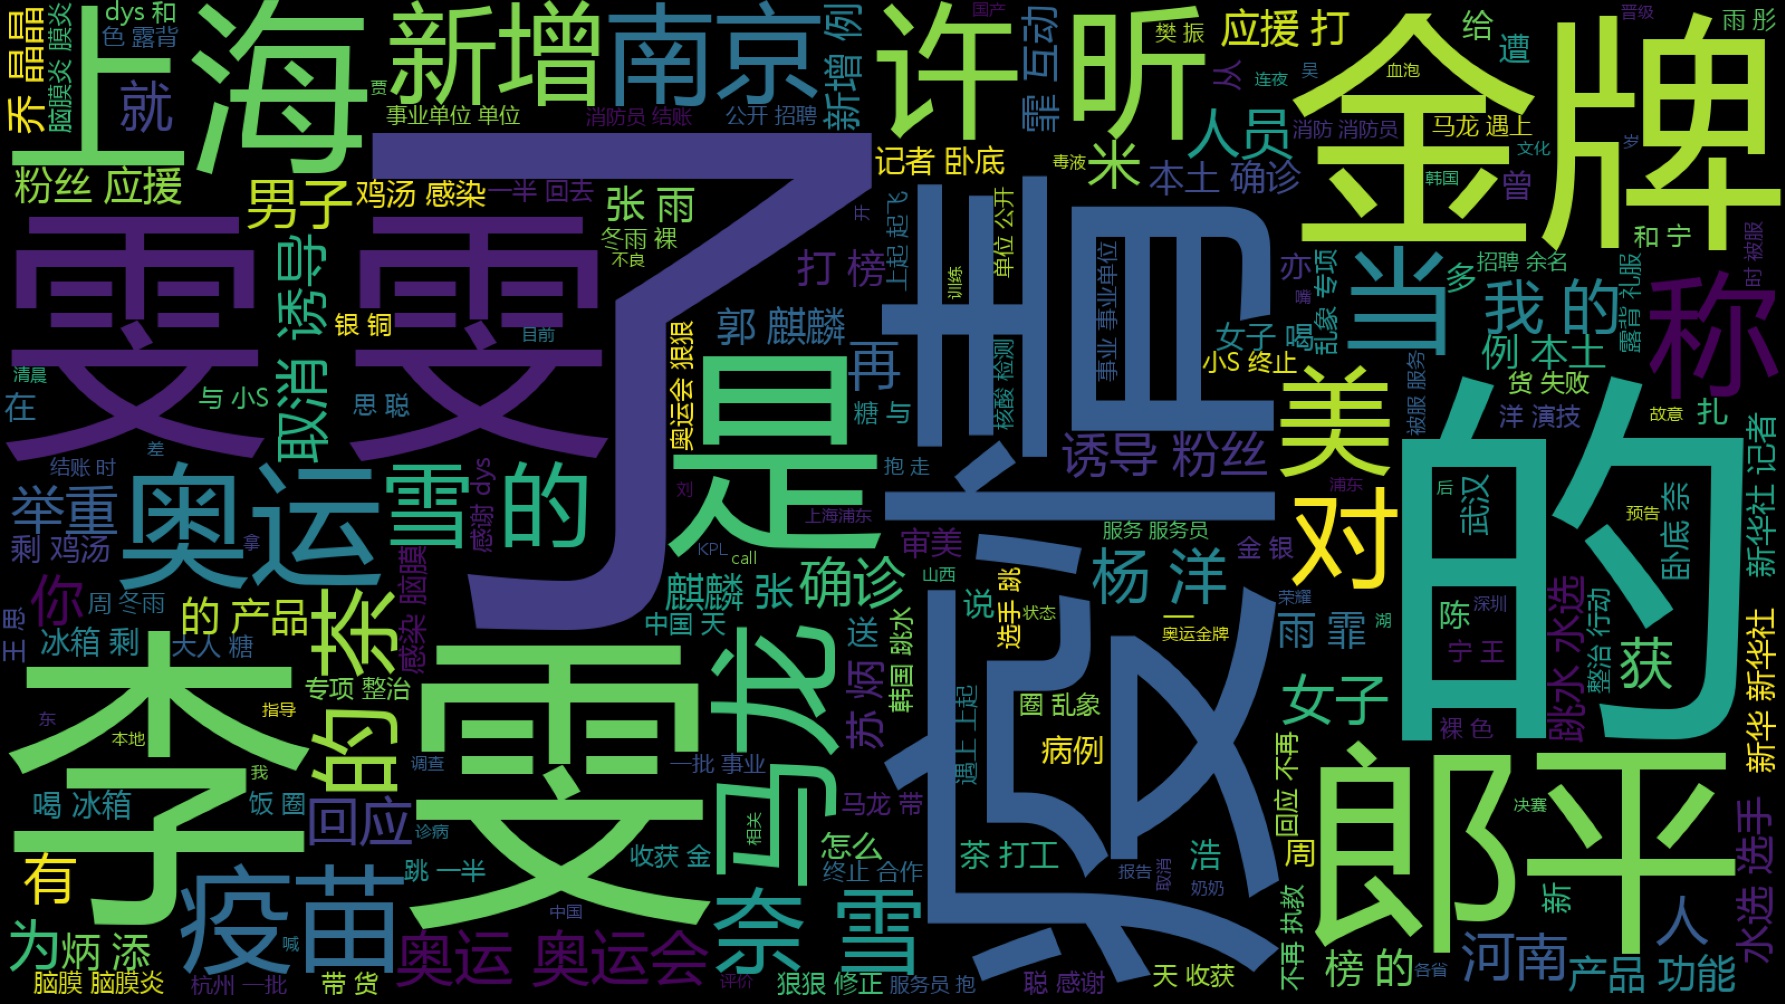 上海
新增
南京
许昕
金牌
dys 和
色 露背
乔 晶晶
脑膜炎 膜炎
就
贾
事业单位 单位
消防员 结账
公开 招聘
新增 例
霏 互动
国产
樊 振
应援 打
从
连夜
吴
血泡
给
遭
晋级
雨 彤
粉丝 应援
男子
鸡汤 感染
一半 回去
张 雨
冬雨 裸
不良
了
记者 卧底
毒液
米
本土 确诊
人员
消防 消防员
马龙 遇上
文化
韩国
曾
岁
和 宁
时 被服
雯雯
取消 诱导
银 铜
目前
打 榜
上起 起飞
开
训练
单位 公开
事业 事业单位
疫情
亦
嘴
乱象 专项
当
多
招聘 余名
我 的
露背 礼服
称
清晨
在
与 小S
思 聪
奥运会 狠狠
郭 麒麟
再
是
糖 与
核酸 检测
女子 喝
小S 终止
例 本土
货 失败
洋 演技
被服 服务
故意
扎
美
结账 时
差
举重
奥运
雪 的
感谢 dys
刘
抱 走
上海浦东
诱导 粉丝
浦东
对
的
后
武汉
预告
卧底 奈
新华社 记者
剩 鸡汤
拿
KPL
call
审美
服务 服务员
金 银
你
周 冬雨
的 产品
奈
感染 脑膜
麒麟 张
确诊
山西
杨 洋
荣耀
陈
深圳
宁 王
跳水 水选
整治 行动
获
王 思
冰箱 剩
大人 糖
中国 天
送
说
选手 跳
状态
一
奥运金牌
雨 霏
湖
新华 新华社
李雯
专项 整治
东
指导
本地
的
马龙
苏 炳
韩国 跳水
遇上 上起
圈 乱象
女子
裸 色
喝 冰箱
我
饭 圈
调查
一批 事业
病例
回应 不再
郎平
决赛
回应
诊病
相关
马龙 带
怎么
有
跳 一半
收获 金
终止 合作
茶 打工
报告
取消
浩
奶奶
周
新
水选 选手
为
炳 添
疫苗
喊
中国
奥运 奥运会
奈 雪
不再 执教
榜 的
各省
河南
人
脑膜 脑膜炎
杭州 一批
带 货
评价
狠狠 修正
服务员 抱
聪 感谢
天 收获
产品 功能